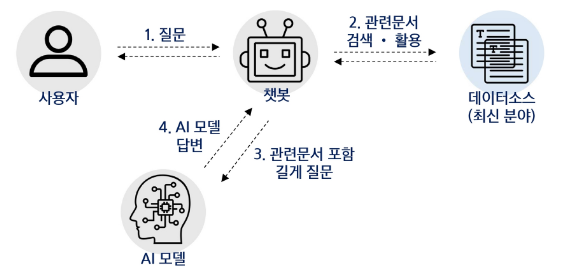 1. 질문
2. 관련문서
검색 • 활용
사용자
챗봇
데이터소스
(최신 분야)
4. AI 모델
답변
3. 관련문서 포함
길게 질문
AI 모델